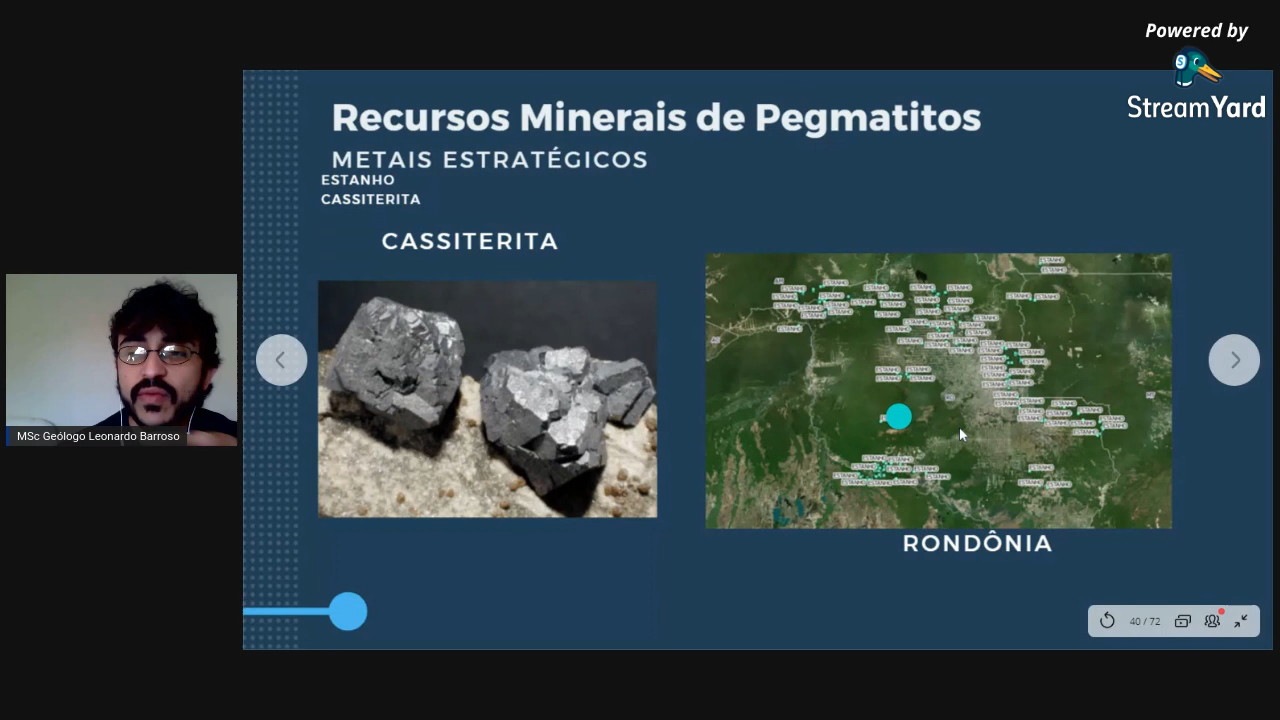 Powered by
StreamYard
Recursos Minerais de Pegmatitos
METAIS ESTRATÉGICOS
ESTANHO
CASSITERITA
CASSITERITA
RONDÔNIA
MSc Geólogo Leonardo Barroso
40 / 72